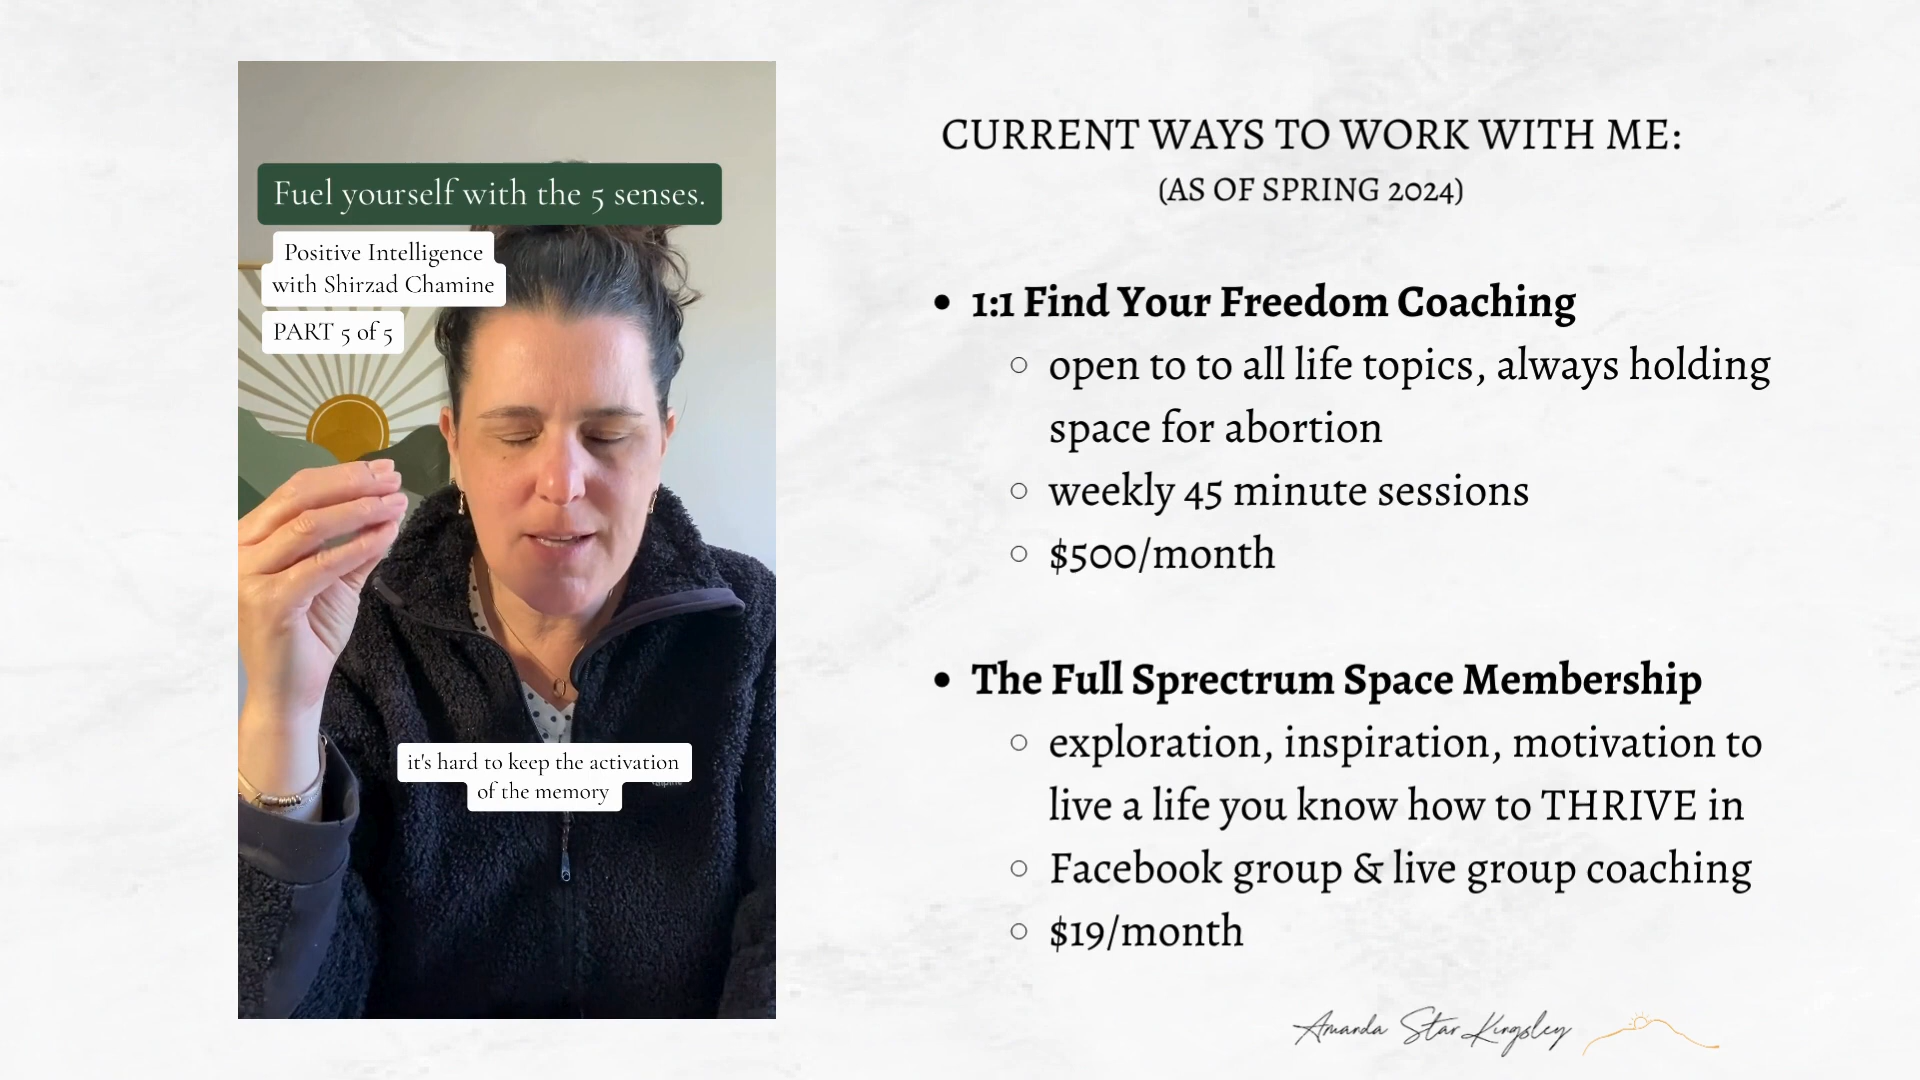 Fuel yourself with the 5 senses.
Positive Intelligence
with Shirzad Chamine
PART 5 of 5
it's hard to keep the activation
of the memory
CURRENT WAYS TO WORK WITH ME:
(AS OF SPRING 2024)
• 1:1 Find Your Freedom Coaching
○ open to to all life topics, always holding
space for abortion
○ weekly 45 minute sessions
○ $500/month
• The Full Sprectrum Space Membership
○ exploration, inspiration, motivation to
live a life you know how to THRIVE in
○ Facebook group & live group coaching
○ $19/month
Amanda Star Kingsley